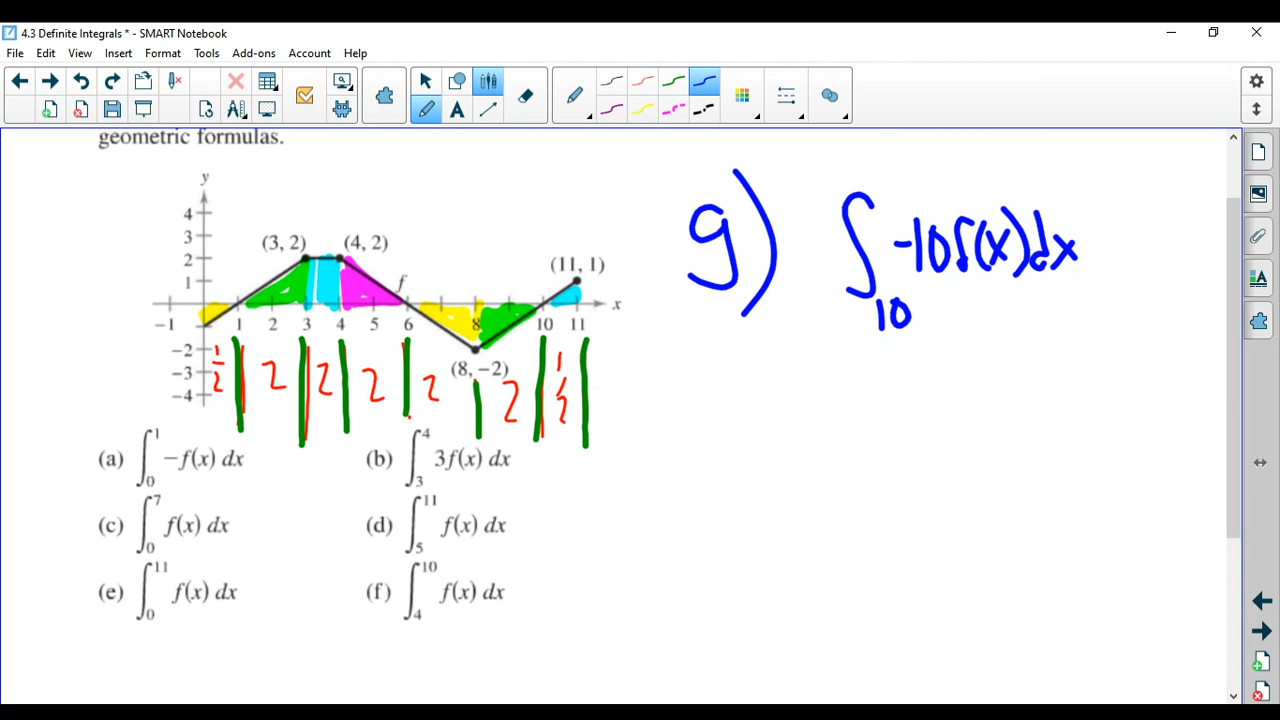 4.3 Definite Integrals * - SMART Notebook
File Edit View Insert Format Tools Add-ons Account Help
geometric formulas.
y
4
3
2
1
-1
-2
-3
-4
(3, 2) (4, 2)
f
(11, 1)
1 2 3 4 5 6 8 10 11 x
(8, −2)
1/2 2 2 2 2 2 1/2
g) ∫_10 -10f(x)dx
(a) ∫_0^1 −f(x) dx (b) ∫_3^4 3f(x) dx
(c) ∫_0^7 f(x) dx (d) ∫_5^11 f(x) dx
(e) ∫_0^11 f(x) dx (f) ∫_4^10 f(x) dx